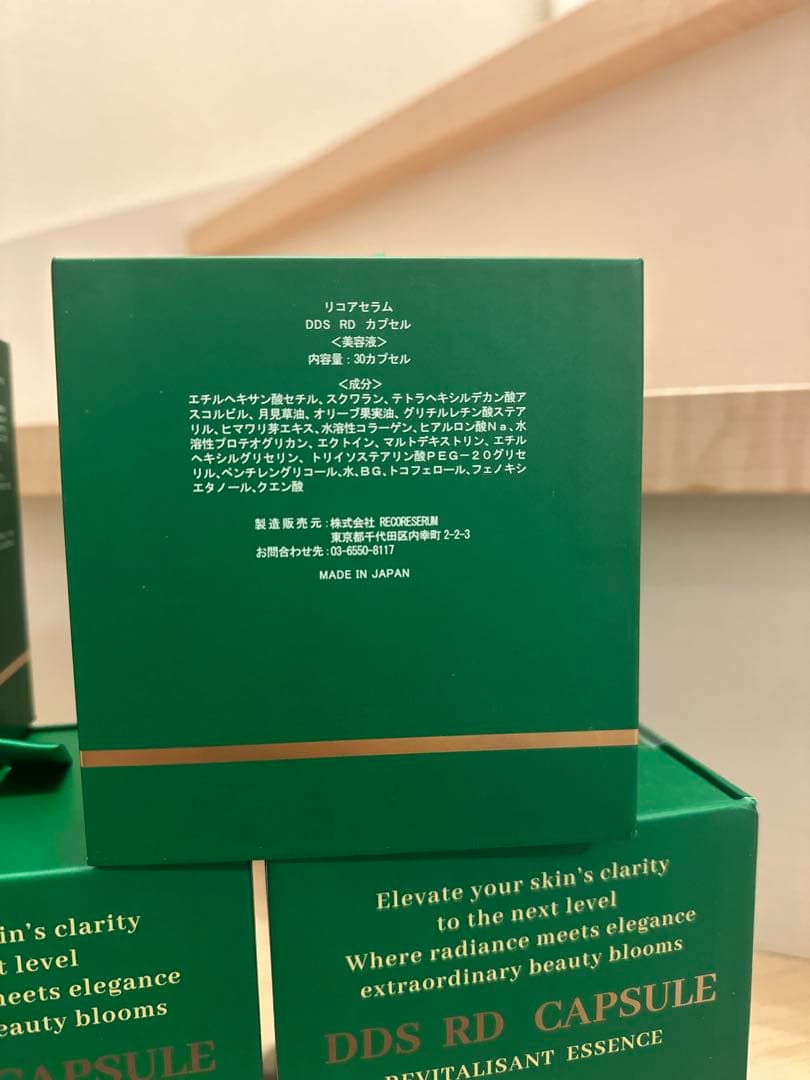 リコアセラム
DDS RD カプセル
＜美容液＞
内容量：30カプセル
＜成分＞
エチルヘキサン酸セチル、スクワラン、テトラヘキシルデカン酸ア
スコルビル、月見草油、オリーブ果実油、グリチルレチン酸ステア
リル、ヒマワリ芽エキス、水溶性コラーゲン、ヒアルロン酸Ｎａ、水
溶性プロテオグリカン、エクトイン、マルトデキストリン、エチル
ヘキシルグリセリン、トリイソステアリン酸ＰＥＧ－２０グリセ
リル、ペンチレングリコール、水、ＢＧ、トコフェロール、フェノキシ
エタノール、クエン酸
製造販売元：株式会社 RECORESERUM
東京都千代田区内幸町2-2-3
お問合わせ先：03-6550-8117
MADE IN JAPAN
Elevate your skin's clarity
to the next level
Where radiance meets elegance
extraordinary beauty blooms
DDS RD CAPSULE
REVITALISANT ESSENCE
in's clarity
t level
meets elegance
eauty blooms
CAPSULE